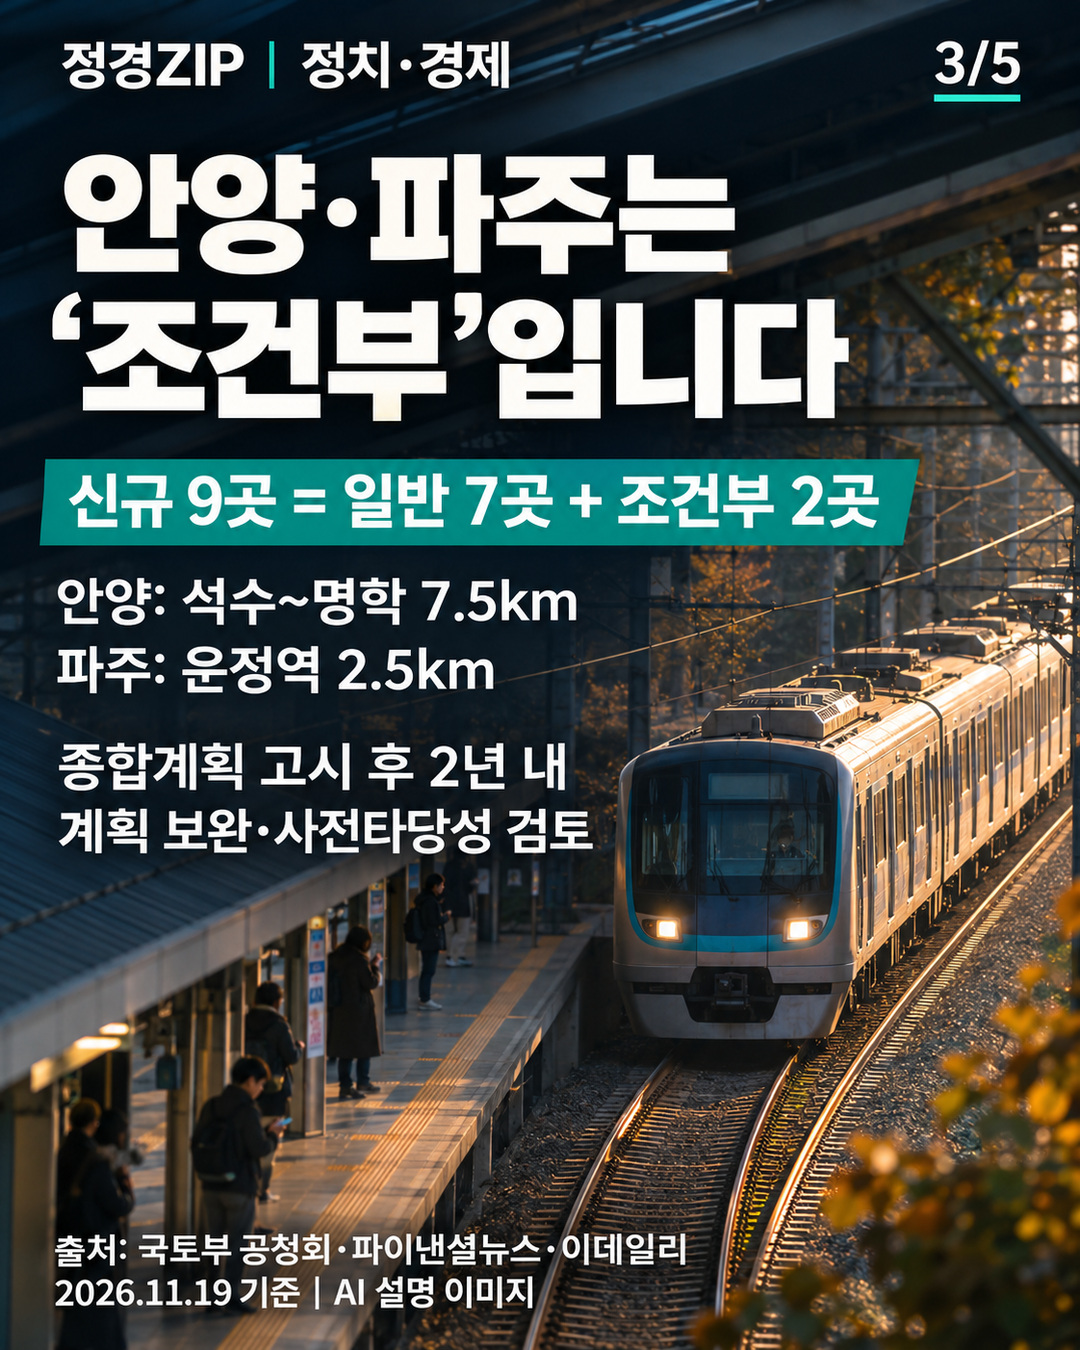 정경ZIP | 정치·경제
3/5
안양·파주는
‘조건부’입니다
신규 9곳 = 일반 7곳 + 조건부 2곳
안양: 석수~명학 7.5km
파주: 운정역 2.5km
종합계획 고시 후 2년 내
계획 보완·사전타당성 검토
출처: 국토부 공청회·파이낸셜뉴스·이데일리
2026.11.19 기준 | AI 설명 이미지